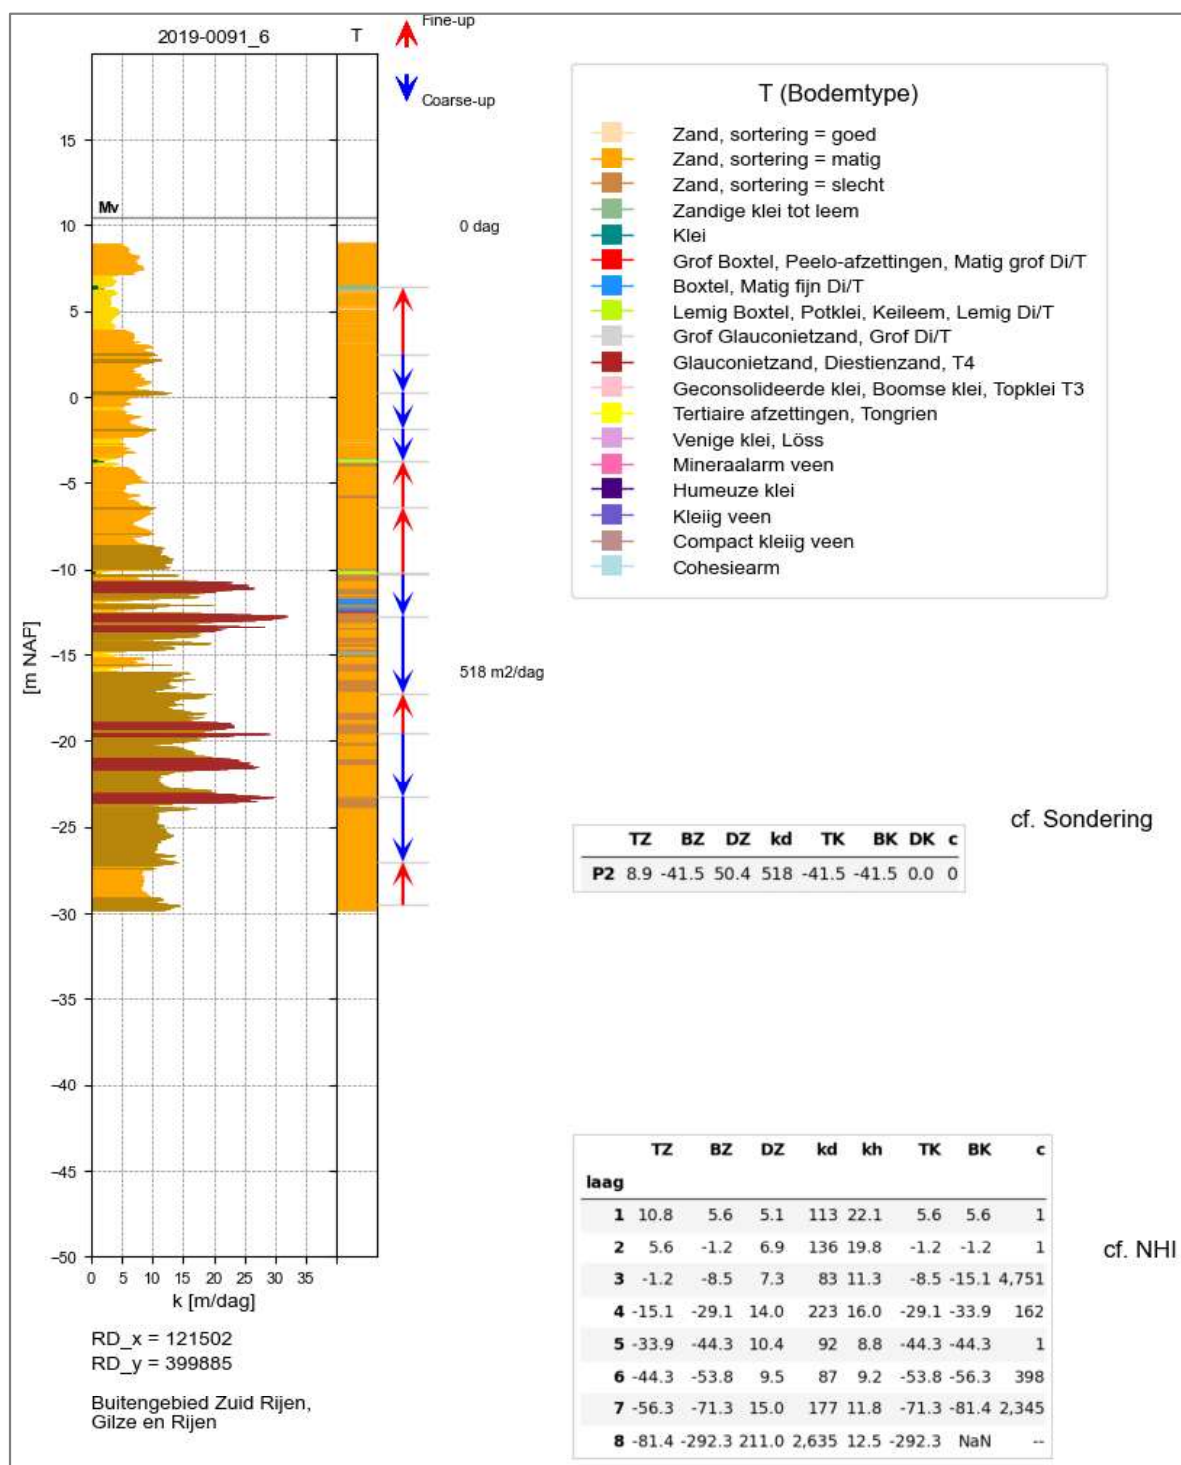 2019-0091_6 T
Fine-up
Coarse-up
15
10
5
0
−5
−10
−15
−20
−25
−30
−35
−40
−45
−50
[m NAP]
Mv
0 5 10 15 20 25 30 35
k [m/dag]
0 dag
518 m2/dag
RD_x = 121502
RD_y = 399885
Buitengebied Zuid Rijen,
Gilze en Rijen
T (Bodemtype)
Zand, sortering = goed
Zand, sortering = matig
Zand, sortering = slecht
Zandige klei tot leem
Klei
Grof Boxtel, Peelo-afzettingen, Matig grof Di/T
Boxtel, Matig fijn Di/T
Lemig Boxtel, Potklei, Keileem, Lemig Di/T
Grof Glauconietzand, Grof Di/T
Glauconietzand, Diestienzand, T4
Geconsolideerde klei, Boomse klei, Topklei T3
Tertiaire afzettingen, Tongrien
Venige klei, Löss
Mineraalarm veen
Humeuze klei
Kleiig veen
Compact kleiig veen
Cohesiearm
cf. Sondering
TZ BZ DZ kd TK BK DK c
P2 8.9 -41.5 50.4 518 -41.5 -41.5 0.0 0
TZ BZ DZ kd kh TK BK c
laag
1 10.8 5.6 5.1 113 22.1 5.6 5.6 1
2 5.6 -1.2 6.9 136 19.8 -1.2 -1.2 1
3 -1.2 -8.5 7.3 83 11.3 -8.5 -15.1 4,751
4 -15.1 -29.1 14.0 223 16.0 -29.1 -33.9 162
5 -33.9 -44.3 10.4 92 8.8 -44.3 -44.3 1
6 -44.3 -53.8 9.5 87 9.2 -53.8 -56.3 398
7 -56.3 -71.3 15.0 177 11.8 -71.3 -81.4 2,345
8 -81.4 -292.3 211.0 2,635 12.5 -292.3 NaN --
cf. NHI